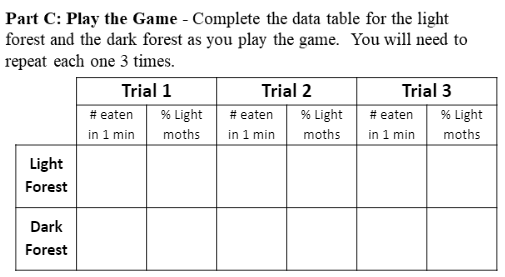 Part C: Play the Game - Complete the data table for the light
forest and the dark forest as you play the game. You will need to
repeat each one 3 times.
Trial 1 Trial 2 Trial 3
# eaten % Light # eaten % Light # eaten % Light
in 1 min moths in 1 min moths in 1 min moths
Light
Forest
Dark
Forest